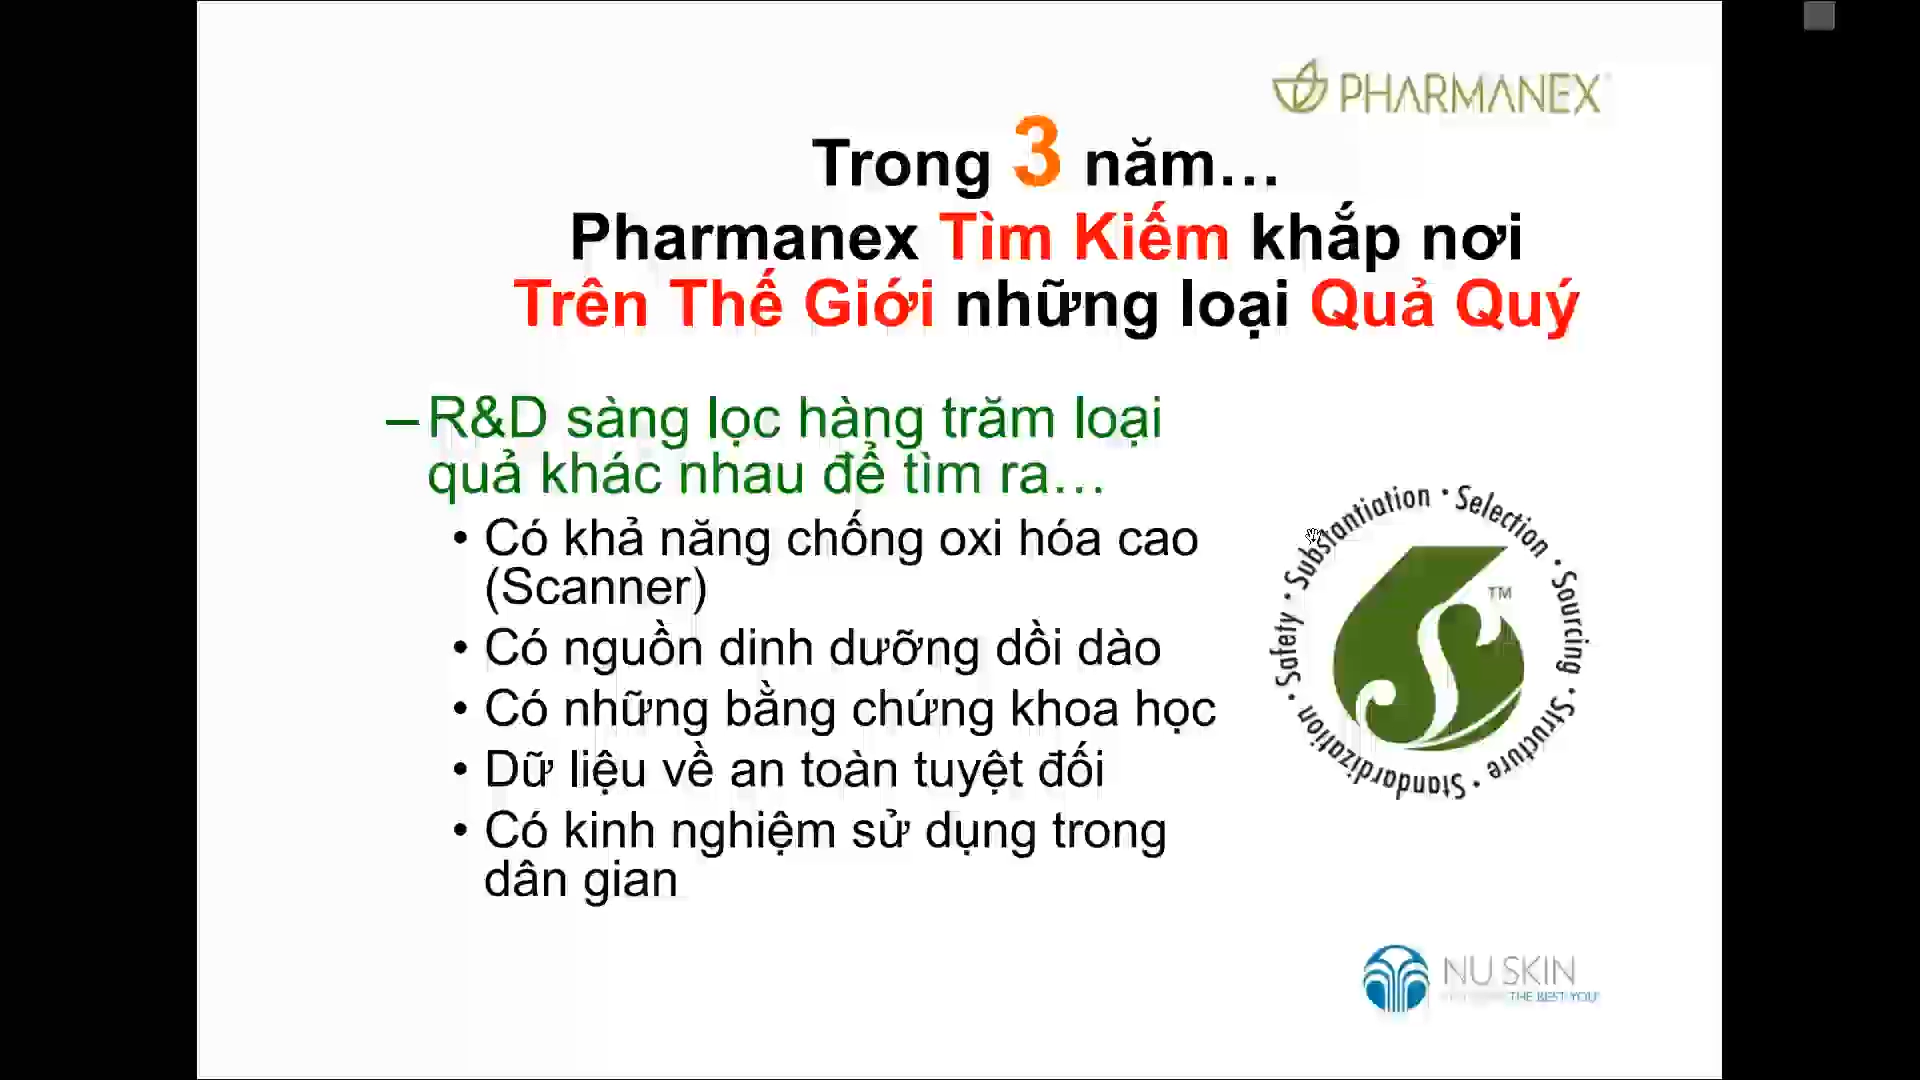 PHARMANEX
Trong 3 năm…
Pharmanex Tìm Kiếm khắp nơi
Trên Thế Giới những loại Quả Quý
– R&D sàng lọc hàng trăm loại
quả khác nhau để tìm ra…
• Có khả năng chống oxi hóa cao
(Scanner)
• Có nguồn dinh dưỡng dồi dào
• Có những bằng chứng khoa học
• Dữ liệu về an toàn tuyệt đối
• Có kinh nghiệm sử dụng trong
dân gian
Safety • Substantiation • Selection • Sourcing • Structure • Standardization •
6S TM
NU SKIN
THE BEST YOU